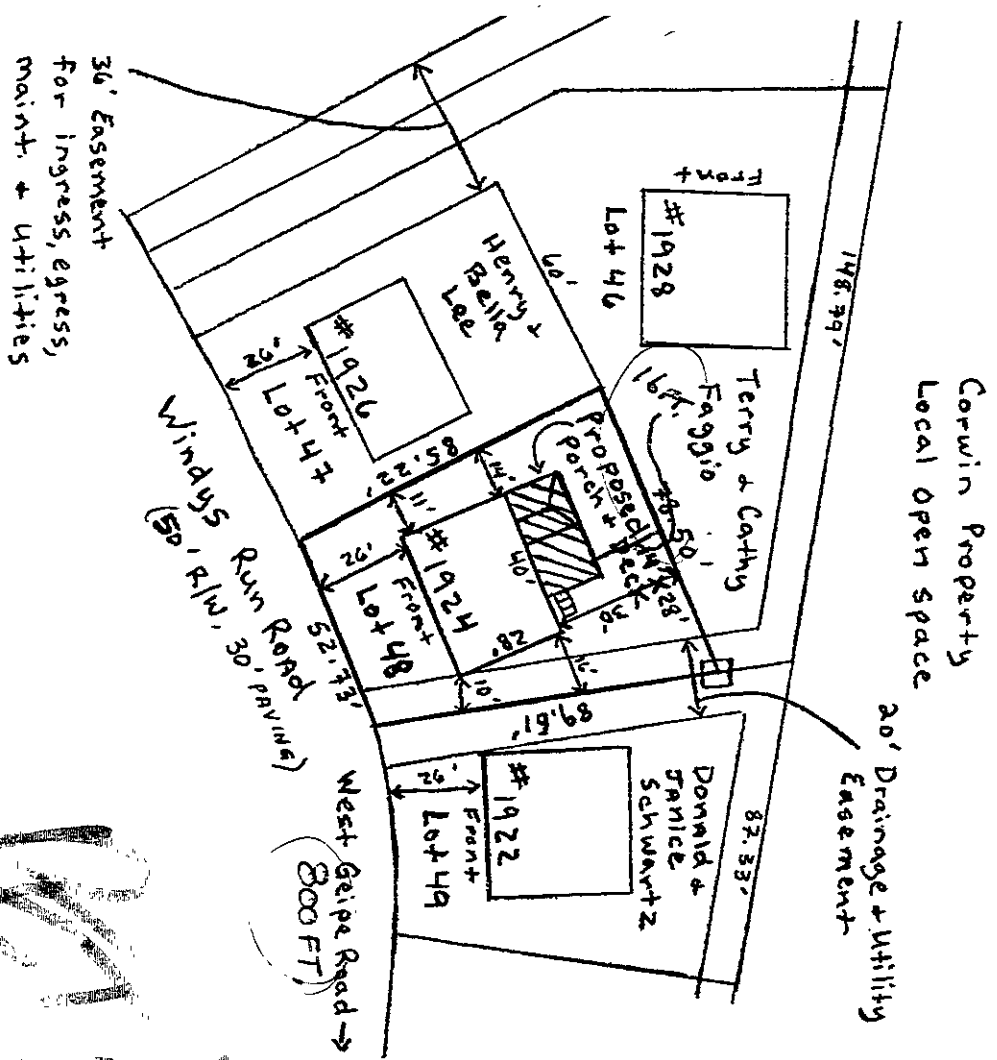 Corwin Property
Local Open Space
148.79'
20' Drainage + Utility
Easement
87.33'
Front
#1928
Lot 46
Terry & Cathy
Faggio
16 ft.
78.50'
Henry &
Bella
Lee
60'
#1926
Front
26'
Lot 47
85.22'
Proposed
Porch +
Deck
14'
28'
30'
14'
11'
40'
#1924
Front
28'
26'
Lot 48
16'
10'
89.51'
52.73'
Donald &
Janice
Schwartz
#1922
Front
26'
Lot 49
Windys Run Road
(50' R/W, 30' PAVING)
West Geipe Road →
800 FT.
36' Easement
for ingress, egress,
maint. + utilities